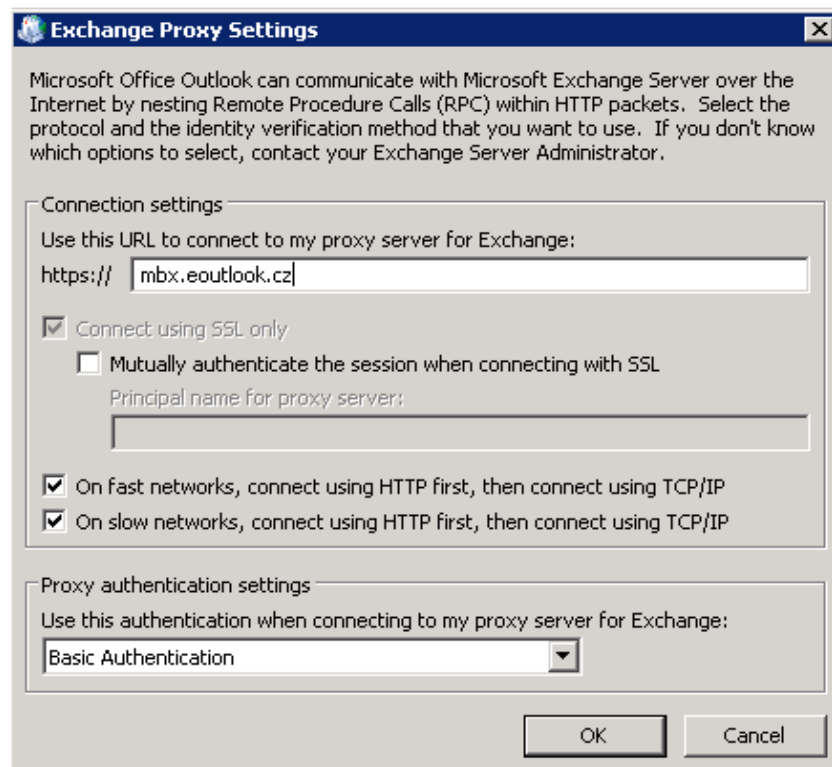 Exchange Proxy Settings
Microsoft Office Outlook can communicate with Microsoft Exchange Server over the
Internet by nesting Remote Procedure Calls (RPC) within HTTP packets.  Select the
protocol and the identity verification method that you want to use.  If you don't know
which options to select, contact your Exchange Server Administrator.
Connection settings
Use this URL to connect to my proxy server for Exchange:
https:// mbx.eoutlook.cz
Connect using SSL only
Mutually authenticate the session when connecting with SSL
Principal name for proxy server:
On fast networks, connect using HTTP first, then connect using TCP/IP
On slow networks, connect using HTTP first, then connect using TCP/IP
Proxy authentication settings
Use this authentication when connecting to my proxy server for Exchange:
Basic Authentication
OK Cancel